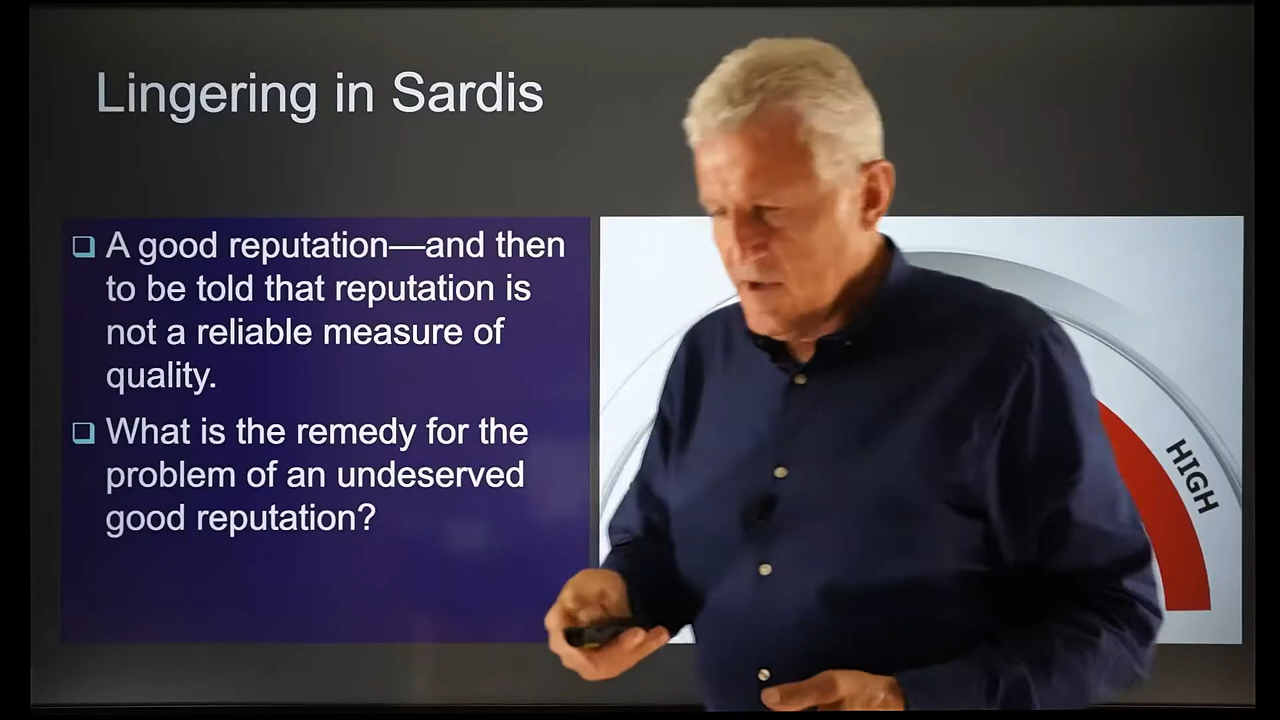 Lingering in Sardis
❑ A good reputation—and then
to be told that reputation is
not a reliable measure of
quality.
❑ What is the remedy for the
problem of an undeserved
good reputation?
HIGH